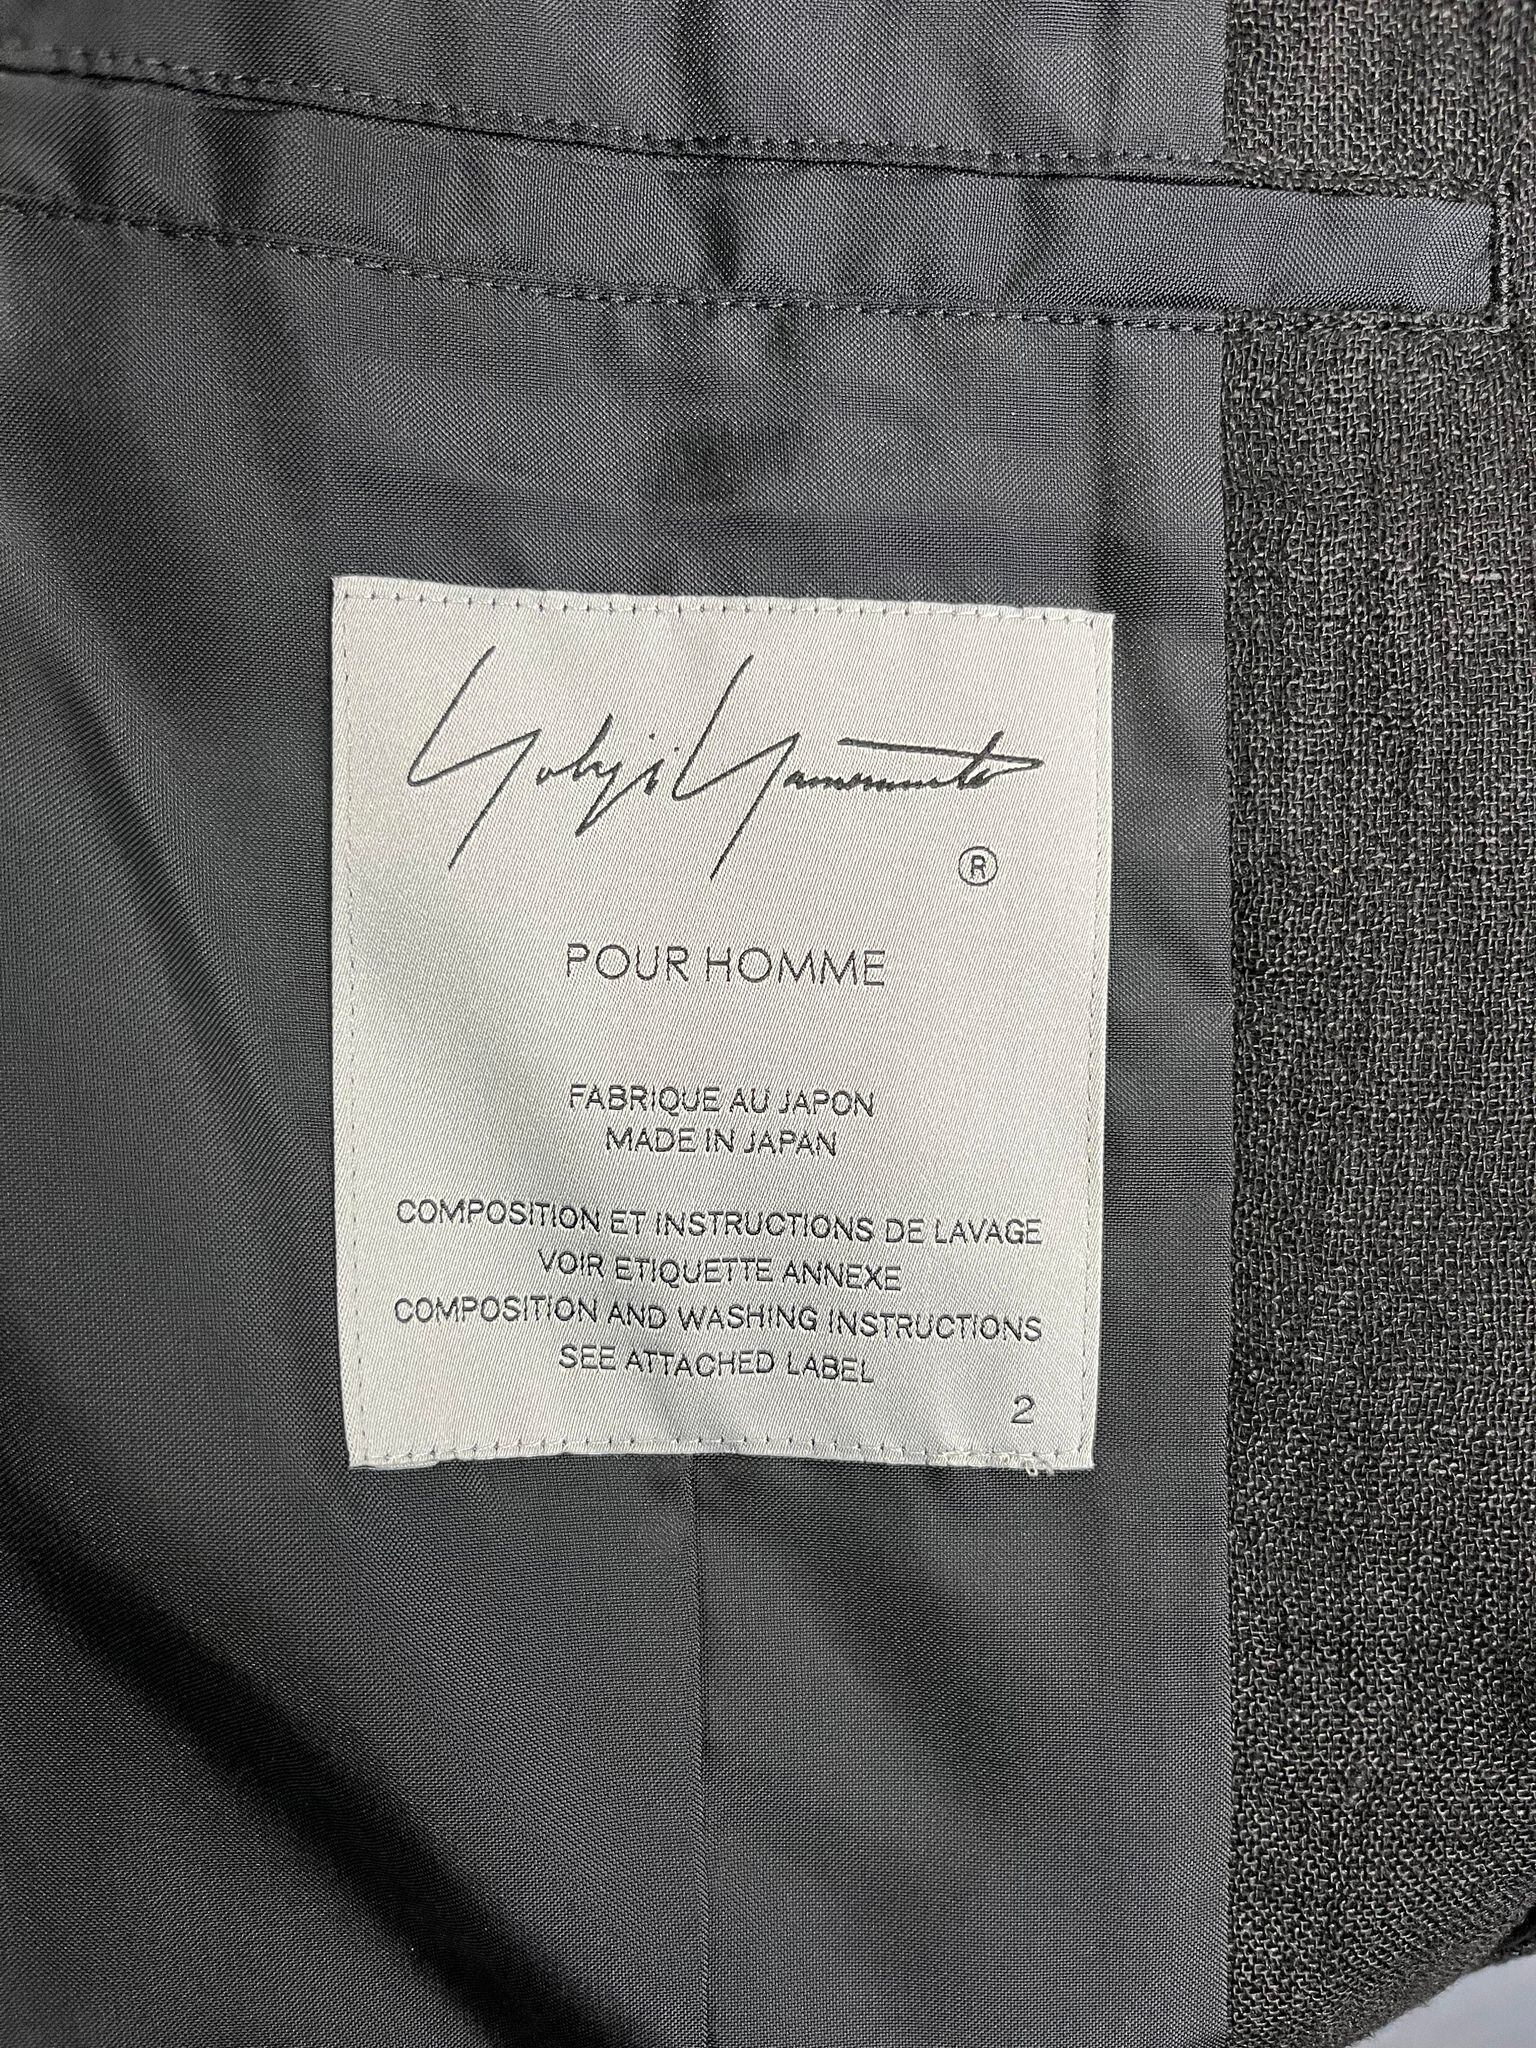 Yohji Yamamoto
®
POUR HOMME
FABRIQUE AU JAPON
MADE IN JAPAN
COMPOSITION ET INSTRUCTIONS DE LAVAGE
VOIR ETIQUETTE ANNEXE
COMPOSITION AND WASHING INSTRUCTIONS
SEE ATTACHED LABEL
2